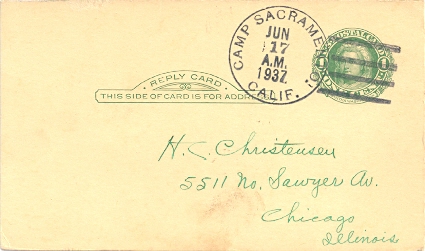 CAMP SACRAMENTO.
JUN
17
A.M.
1937
CALIF.
REPLY CARD
THIS SIDE OF CARD IS FOR ADDRESS
H. C. Christensen
5511 No. Sawyer Av.
Chicago
Illinois